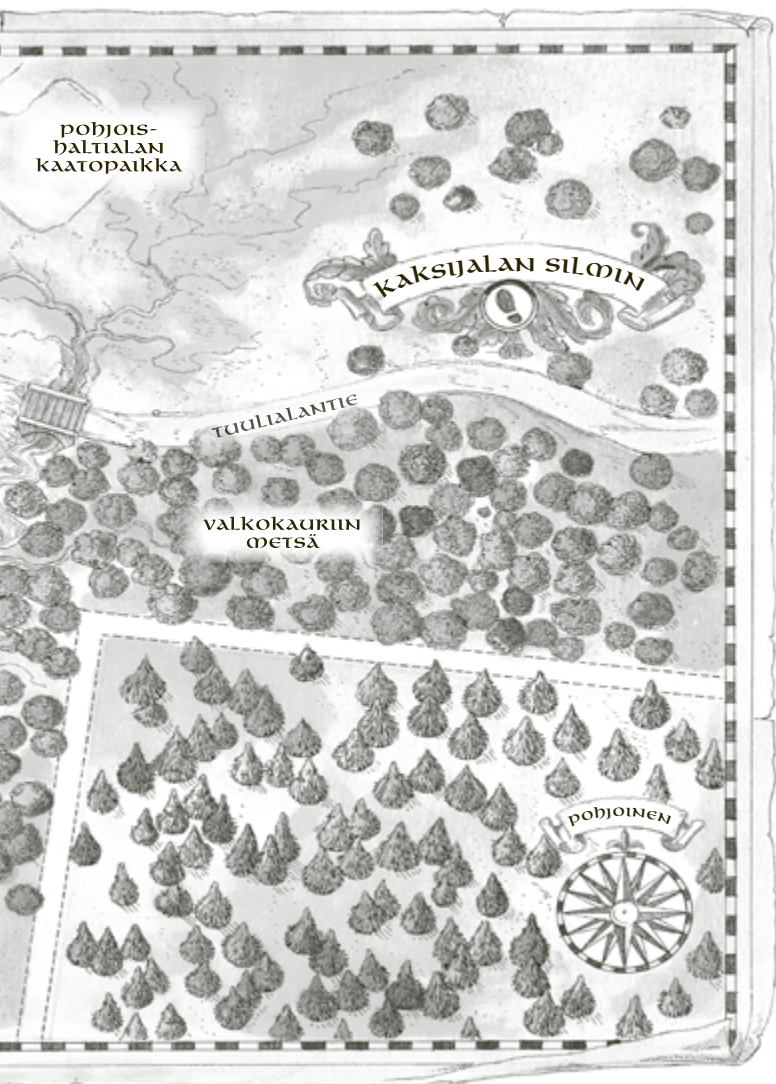 POHJOIS-
HALTIALAN
KAATOPAIKKA
KAKSIJALAN SILMIN
TUULIALANTIE
VALKOKAURIIN
METSÄ
POHJOINEN